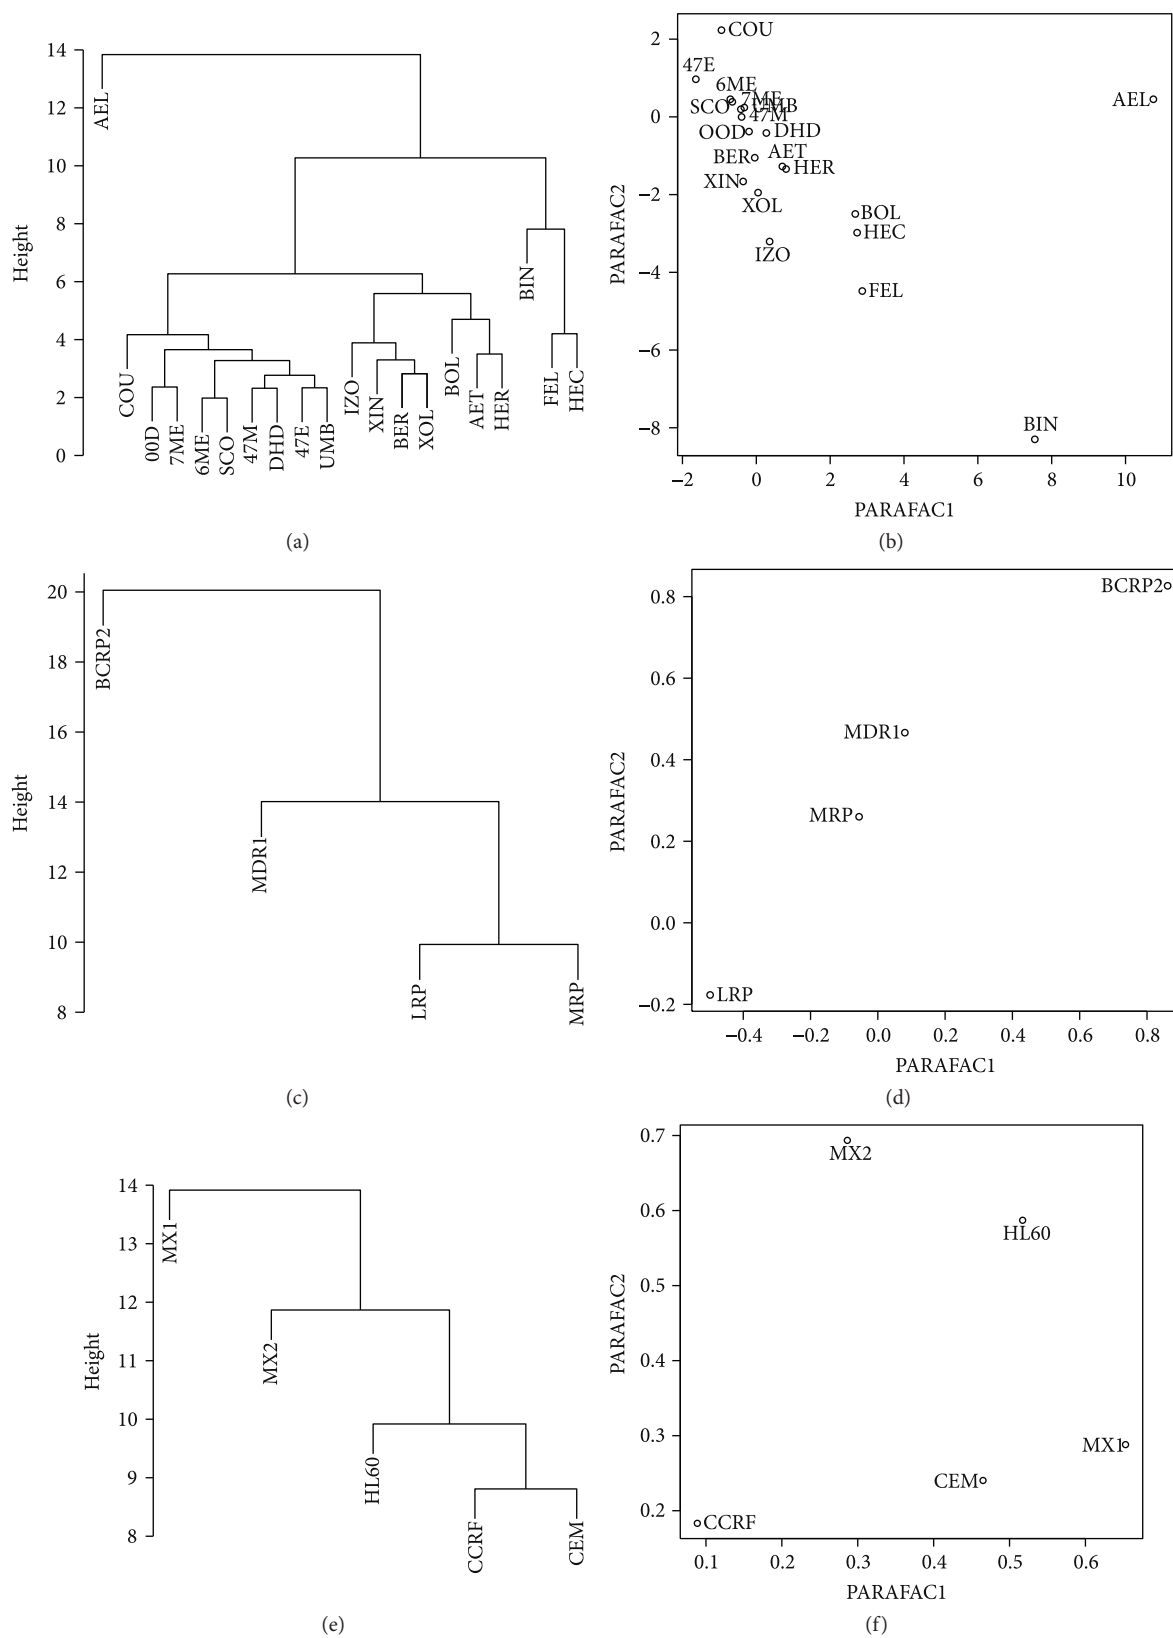 14
12
10
8
6
4
2
0
Height
AEL
COU
00D
7ME
6ME
SCO
47M
DHD
47E
UMB
IZO
XIN
BER
XOL
BOL
AET
HER
BIN
FEL
HEC
(a)
2
0
−2
−4
−6
−8
PARAFAC2
COU
47E
6ME
7ME
SCO
UMB
47M
OOD
DHD
BER
AET
HER
XIN
XOL
IZO
BOL
HEC
FEL
AEL
BIN
−2 0 2 4 6 8 10
PARAFAC1
(b)
20
18
16
14
12
10
8
Height
BCRP2
MDR1
LRP
MRP
(c)
0.8
0.6
0.4
0.2
0.0
−0.2
PARAFAC2
BCRP2
MDR1
MRP
LRP
−0.4 −0.2 0.0 0.2 0.4 0.6 0.8
PARAFAC1
(d)
14
13
12
11
10
9
8
Height
MX1
MX2
HL60
CCRF
CEM
(e)
0.7
0.6
0.5
0.4
0.3
0.2
PARAFAC2
MX2
HL60
MX1
CEM
CCRF
0.1 0.2 0.3 0.4 0.5 0.6
PARAFAC1
(f)